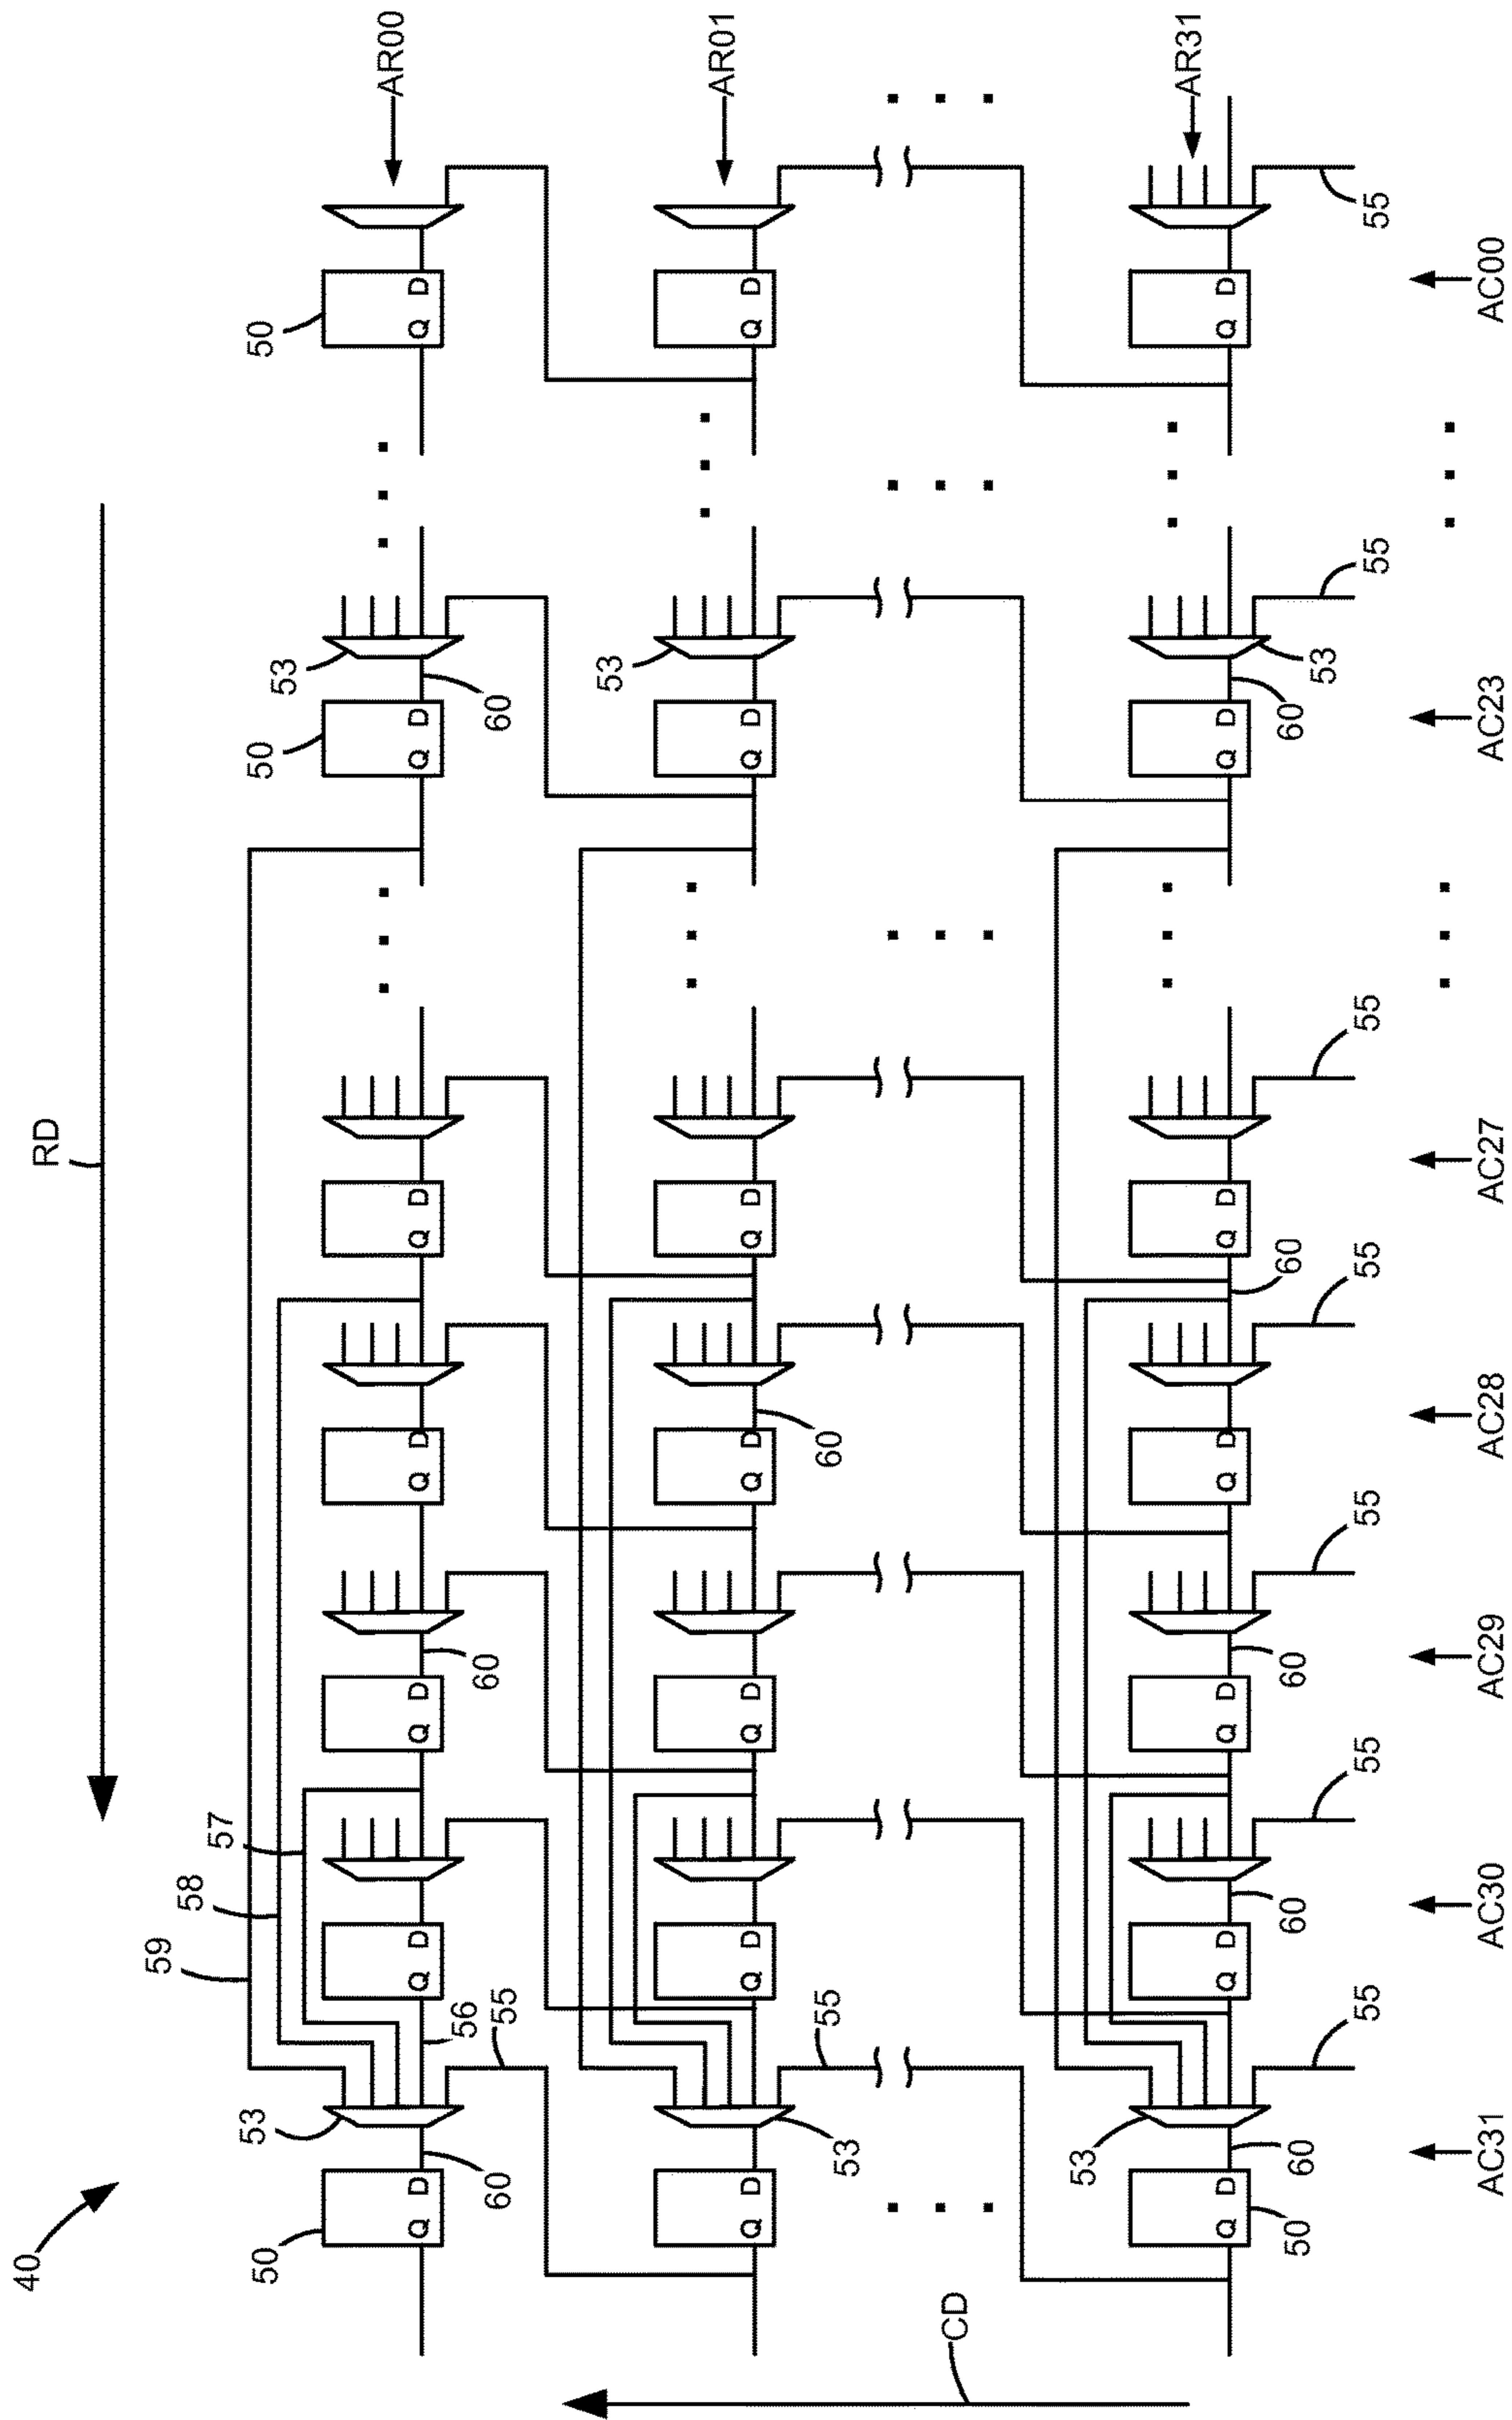 40
RD
59
58
57
50 53 50 53 50
AR00
Q D Q D Q D Q D Q D Q D Q D
56
60 55 60 60
53
AR01
Q D Q D Q D Q D Q D Q D Q D
55 60
53
CD
53
AR31
Q D Q D Q D Q D Q D Q D Q D
50 60 60 60 60 60 53
55 55 55 55 55 55 55
AC31 AC30 AC29 AC28 AC27 AC23 AC00